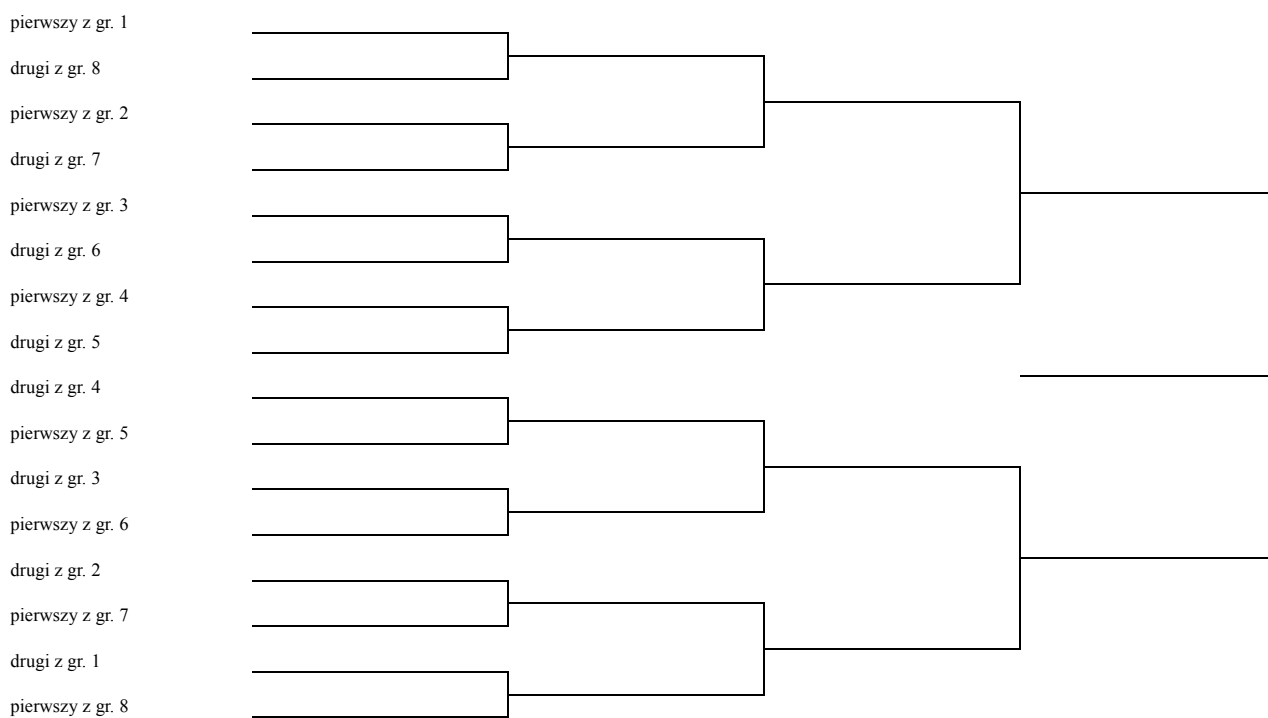 pierwszy z gr. 1
drugi z gr. 8
pierwszy z gr. 2
drugi z gr. 7
pierwszy z gr. 3
drugi z gr. 6
pierwszy z gr. 4
drugi z gr. 5
drugi z gr. 4
pierwszy z gr. 5
drugi z gr. 3
pierwszy z gr. 6
drugi z gr. 2
pierwszy z gr. 7
drugi z gr. 1
pierwszy z gr. 8